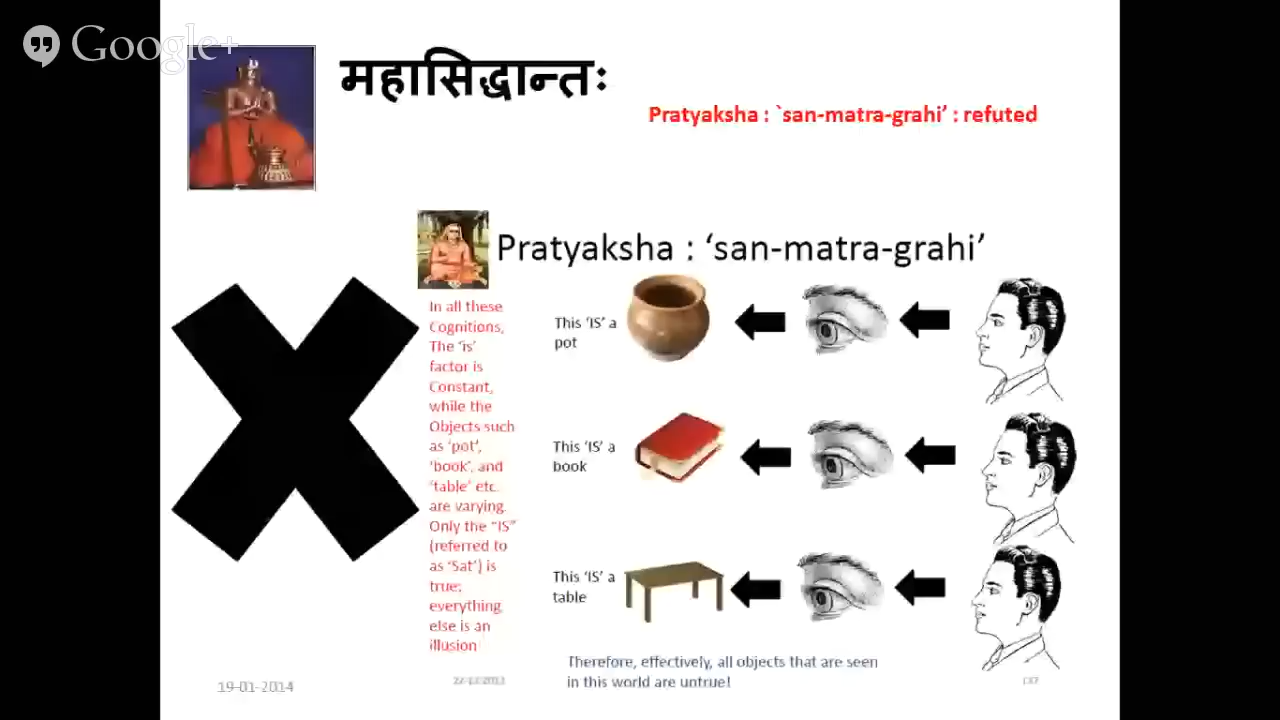 Google+
महासिद्धान्तः
Pratyaksha : `san-matra-grahi’ : refuted
Pratyaksha : ‘san-matra-grahi’
In all these
Cognitions,
The ‘is’
factor is
Constant,
while the
Objects such
as ‘pot’,
‘book’, and
‘table’ etc.
are varying.
Only the “IS”
(referred to
as ‘Sat’) is
true;
everything
else is an
illusion
This ‘IS’ a
pot
This ‘IS’ a
book
This ‘IS’ a
table
Therefore, effectively, all objects that are seen
in this world are untrue!
19-01-2014